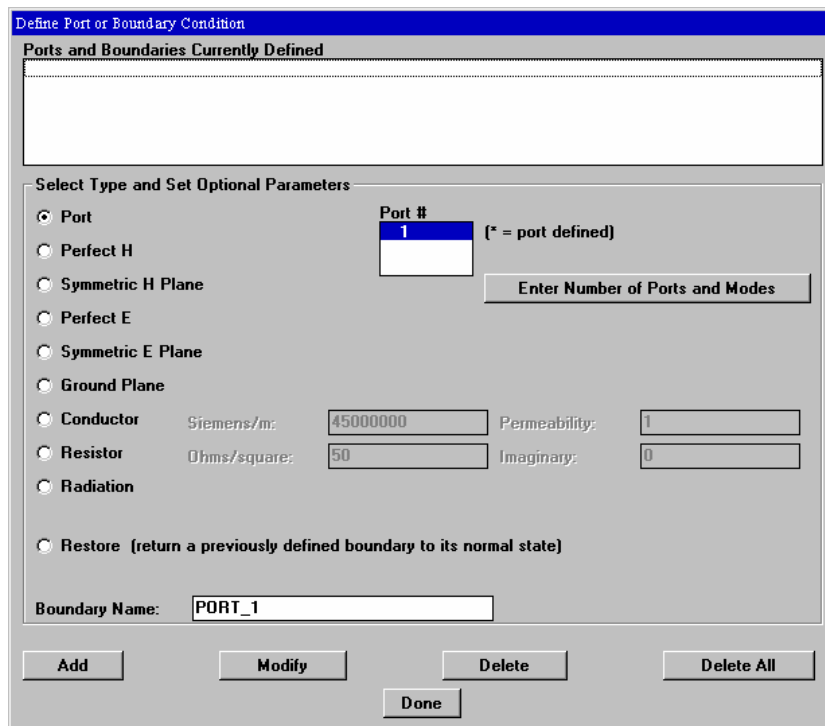 Define Port or Boundary Condition
Ports and Boundaries Currently Defined
Select Type and Set Optional Parameters
Port
Port #
1
(* = port defined)
Perfect H
Symmetric H Plane
Enter Number of Ports and Modes
Perfect E
Symmetric E Plane
Ground Plane
Conductor Siemens/m: 45000000 Permeability: 1
Resistor Ohms/square: 50 Imaginary: 0
Radiation
Restore (return a previously defined boundary to its normal state)
Boundary Name: PORT_1
Add Modify Delete Delete All
Done